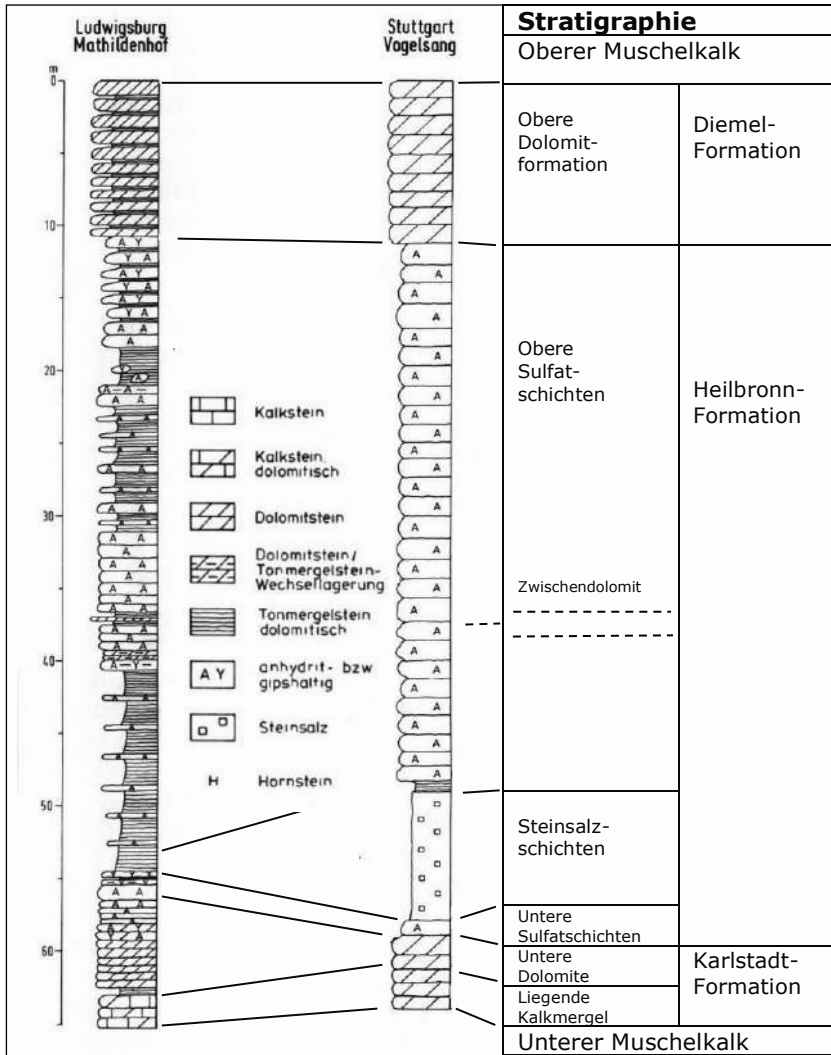 Ludwigsburg
Mathildenhof
Stuttgart
Vogelsang
Stratigraphie
Oberer Muschelkalk
m
0
10
20
30
40
50
60
Kalkstein
Kalkstein
dolomitisch
Dolomitstein
Dolomitstein/
Tonmergelstein-
Wechsellagerung
Tonmergelstein
dolomitisch
A Y
anhydrit- bzw
gipshaltig
Steinsalz
H
Hornstein
Obere
Dolomit-
formation
Diemel-
Formation
Obere
Sulfat-
schichten
Heilbronn-
Formation
Zwischendolomit
Steinsalz-
schichten
Untere
Sulfatschichten
Untere
Dolomite
Karlstadt-
Formation
Liegende
Kalkmergel
Unterer Muschelkalk